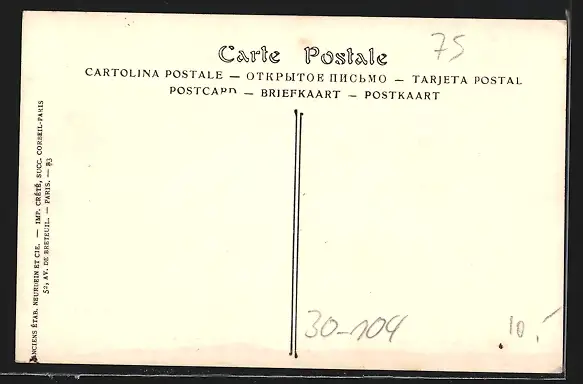 Carte Postale
75
CARTOLINA POSTALE — ОТКРЫТОЕ ПИСЬМО — TARJETA POSTAL
POSTCARD — BRIEFKAART — POSTKAART
ANCIENS ÉTAB. NEURDEIN ET CIE. — IMP. CRÉTÉ, SUCC. CORBEIL-PARIS
52, AV. DE BRETEUIL. — PARIS. — 83
30-104
10,-